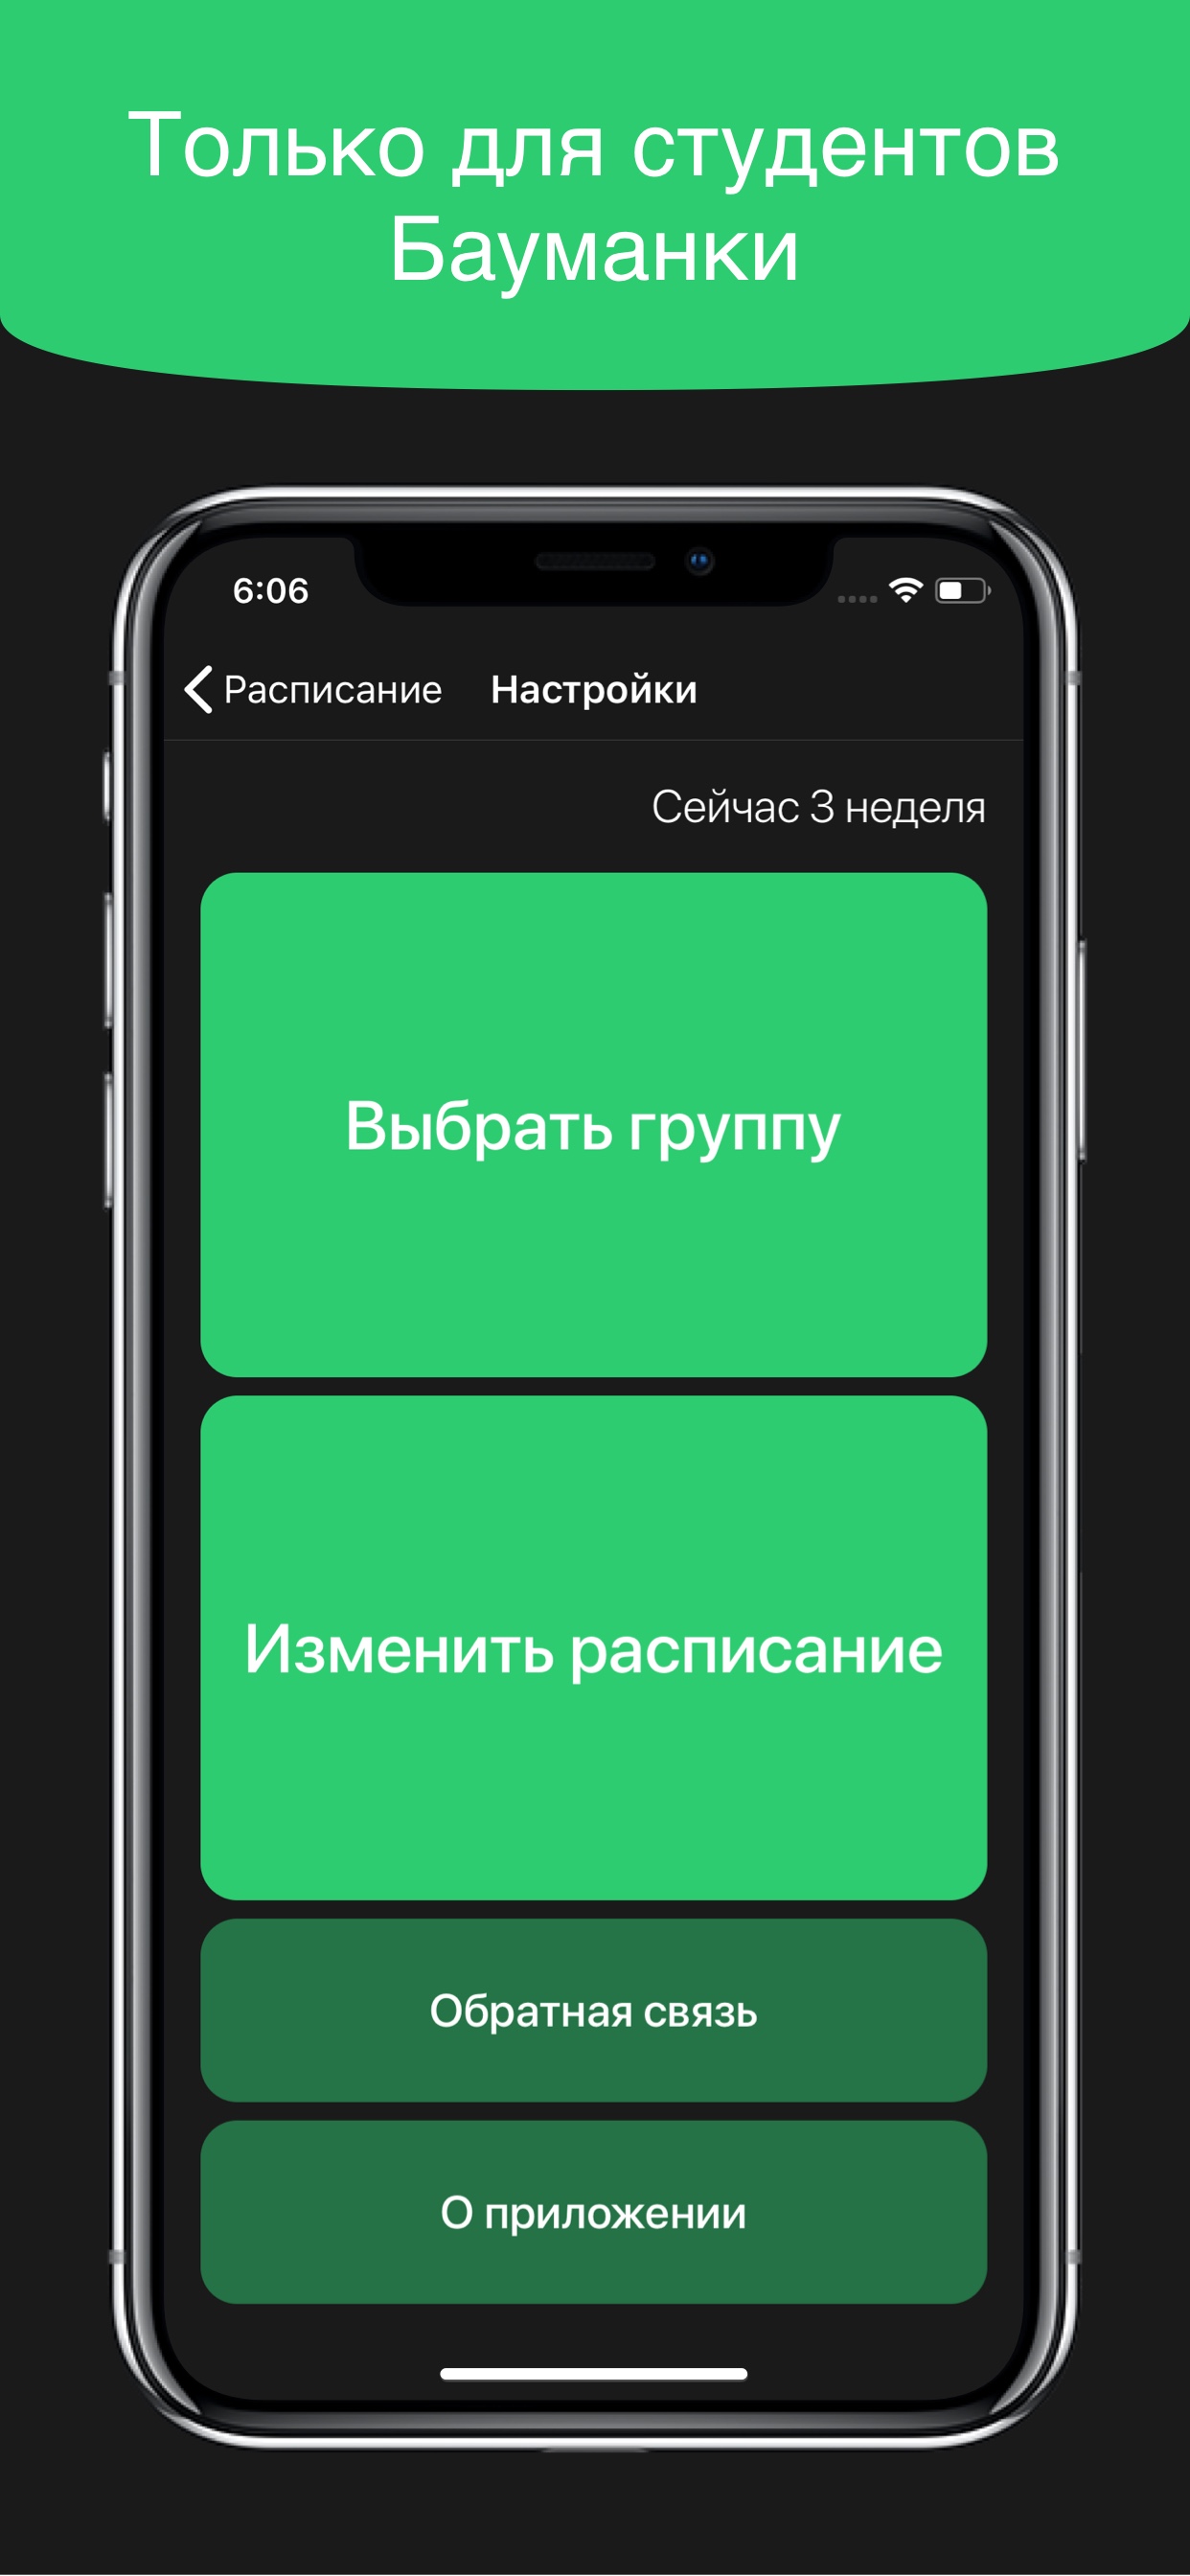 Только для студентов
Бауманки
6:06
Расписание Настройки
Сейчас 3 неделя
Выбрать группу
Изменить расписание
Обратная связь
О приложении